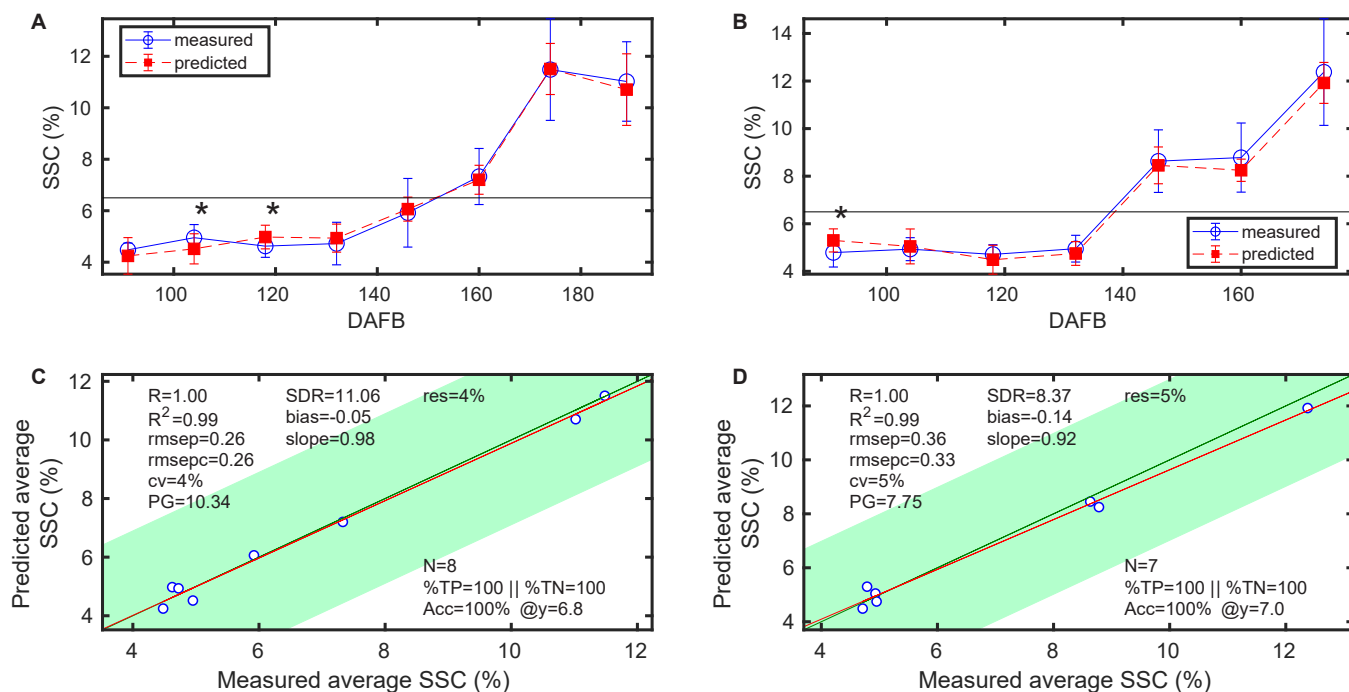 A
measured
predicted
*
*
12
10
8
6
4
SSC (%)
100
120
140
160
180
DAFB
B
14
12
10
8
6
4
SSC (%)
*
measured
predicted
100
120
140
160
DAFB
C
12
10
8
6
4
Predicted average
SSC (%)
R=1.00
R²=0.99
rmsep=0.26
rmsepc=0.26
cv=4%
PG=10.34
SDR=11.06
bias=-0.05
slope=0.98
res=4%
N=8
%TP=100 || %TN=100
Acc=100% @y=6.8
4
6
8
10
12
Measured average SSC (%)
D
12
10
8
6
4
Predicted average
SSC (%)
R=1.00
R²=0.99
rmsep=0.36
rmsepc=0.33
cv=5%
PG=7.75
SDR=8.37
bias=-0.14
slope=0.92
res=5%
N=7
%TP=100 || %TN=100
Acc=100% @y=7.0
4
6
8
10
12
Measured average SSC (%)